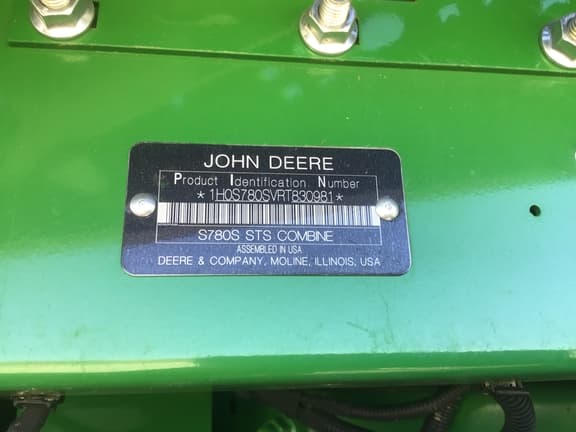 JOHN DEERE
Product Identification Number
*1H0S780SVRT830981*
S780S STS COMBINE
ASSEMBLED IN USA
DEERE & COMPANY, MOLINE, ILLINOIS, USA